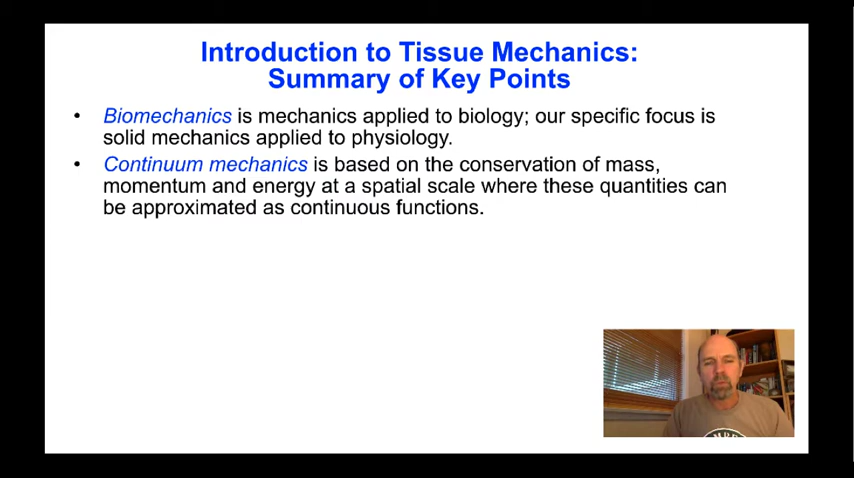 Introduction to Tissue Mechanics:
Summary of Key Points
• Biomechanics is mechanics applied to biology; our specific focus is
solid mechanics applied to physiology.
• Continuum mechanics is based on the conservation of mass,
momentum and energy at a spatial scale where these quantities can
be approximated as continuous functions.